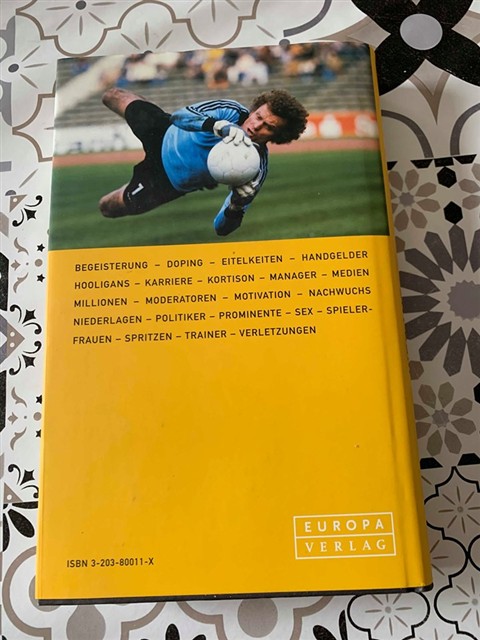 1
BEGEISTERUNG – DOPING – EITELKEITEN – HANDGELDER
HOOLIGANS – KARRIERE – KORTISON – MANAGER – MEDIEN
MILLIONEN – MODERATOREN – MOTIVATION – NACHWUCHS
NIEDERLAGEN – POLITIKER – PROMINENTE – SEX – SPIELER-
FRAUEN – SPRITZEN – TRAINER – VERLETZUNGEN
EUROPA
VERLAG
ISBN 3-203-80011-X